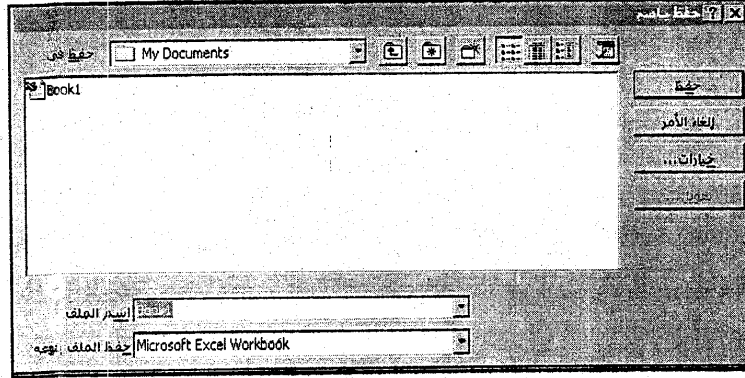 حفظ باسم
حفظ في My Documents
Book1
حفظ
إلغاء الأمر
خيارات...
اسم الملف
حفظ الملف بنوعه Microsoft Excel Workbook